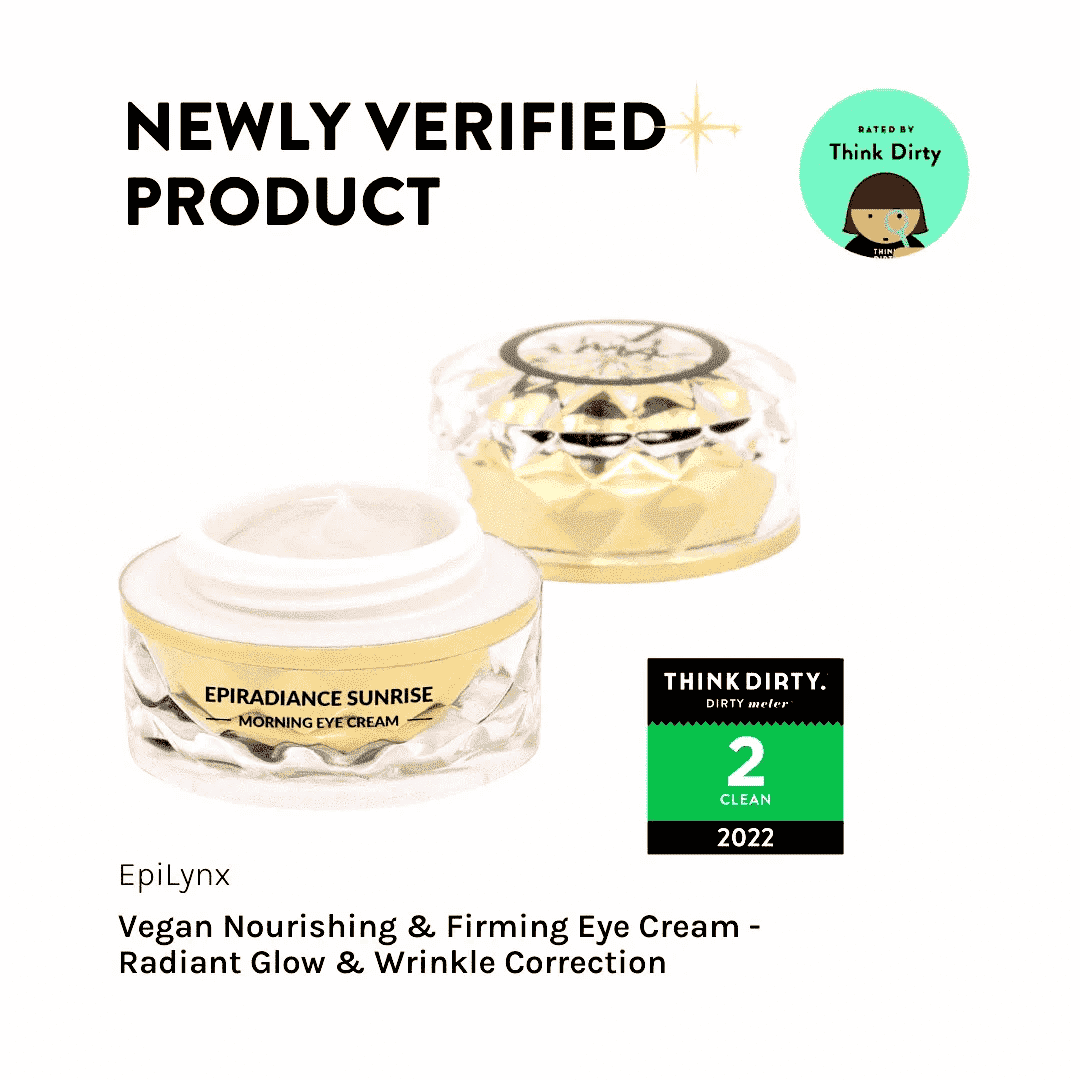 NEWLY VERIFIED
PRODUCT
RATED BY
Think Dirty
THIN
EPIRADIANCE SUNRISE
MORNING EYE CREAM
THINK DIRTY.
DIRTY meter
2
CLEAN
2022
EpiLynx
Vegan Nourishing & Firming Eye Cream -
Radiant Glow & Wrinkle Correction